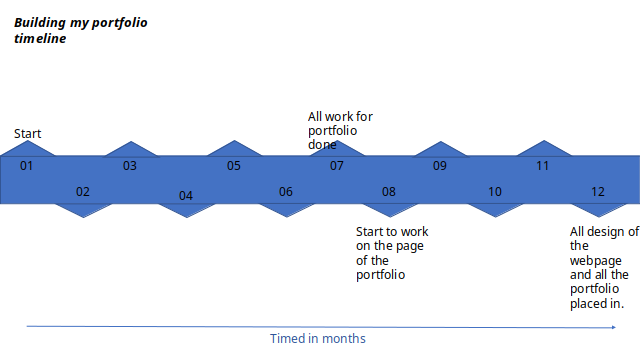 Building my portfolio
timeline
All work for
portfolio
done
Start
01
03
05
07
09
11
02
04
06
08
10
12
Start to work
on the page
of the
portfolio
All design of
the
webpage
and all the
portfolio
placed in.
Timed in months